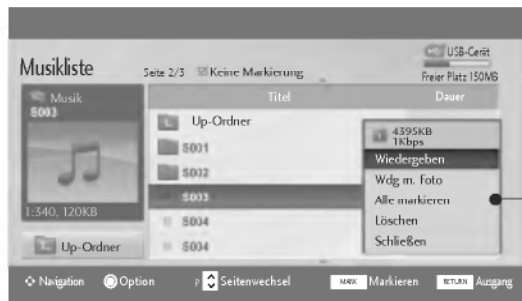 USB-Gerät
Musikliste
Seite 2/3
Keine Markierung
Freier Platz 150MB
Musik
S003
Titel
Dauer
Up-Ordner
S001
S002
S003
S004
S004
4395KB
1Kbps
Wiedergeben
Wdg m. Foto
Alle markieren
Löschen
Schließen
1:340, 120KB
Up-Ordner
Navigation
Option
P
Seitenwechsel
MARK
Markieren
RETURN
Ausgang